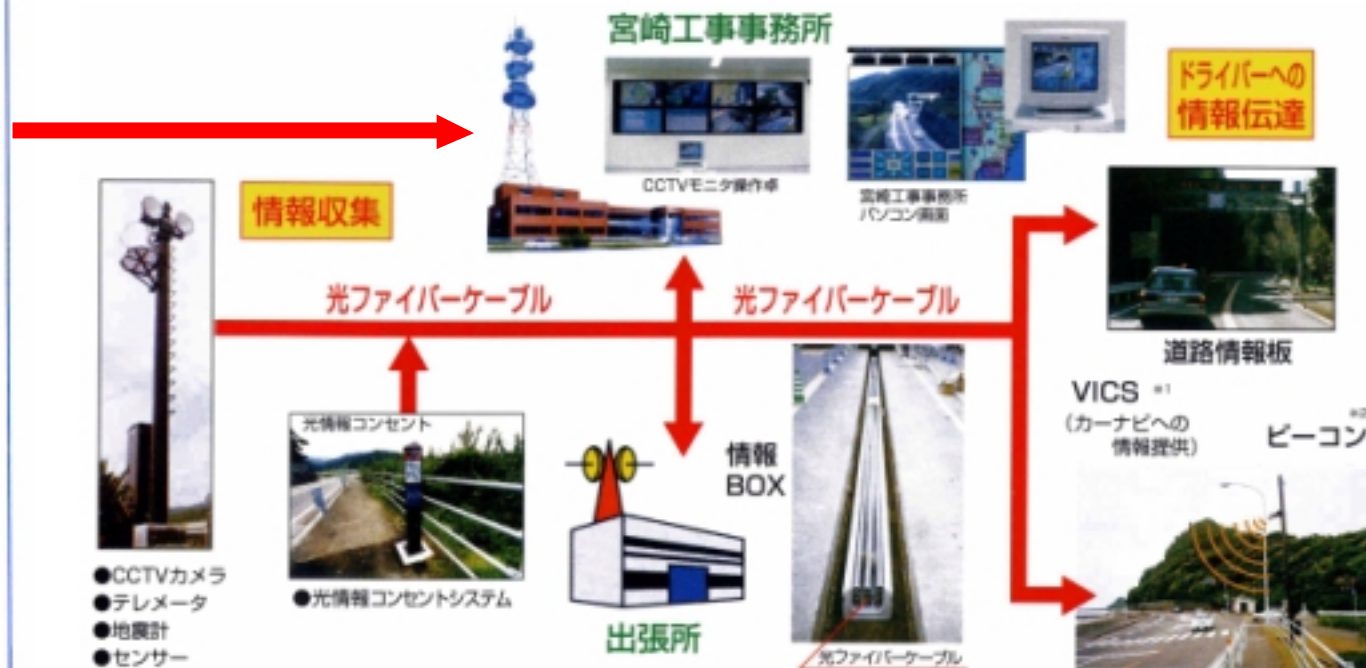 宮崎工事事務所
CCTVモニタ操作卓
宮崎工事事務所
パソコン画面
ドライバーへの
情報伝達
情報収集
光ファイバーケーブル
光ファイバーケーブル
道路情報板
VICS ※1
(カーナビへの
情報提供)
※2
ビーコン
光情報コンセント
●光情報コンセントシステム
情報
BOX
出張所
光ファイバーケーブル
●CCTVカメラ
●テレメータ
●地震計
●センサー